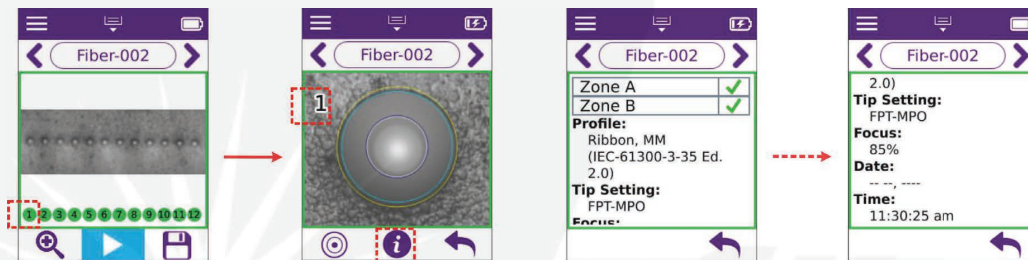 Fiber-002
1 2 3 4 5 6 7 8 9 10 11 12
Fiber-002
1
i
Fiber-002
Zone A
Zone B
Profile:
Ribbon, MM
(IEC-61300-3-35 Ed.
2.0)
Tip Setting:
FPT-MPO
Focus:
Fiber-002
2.0)
Tip Setting:
FPT-MPO
Focus:
85%
Date:
-- --, ----
Time:
11:30:25 am